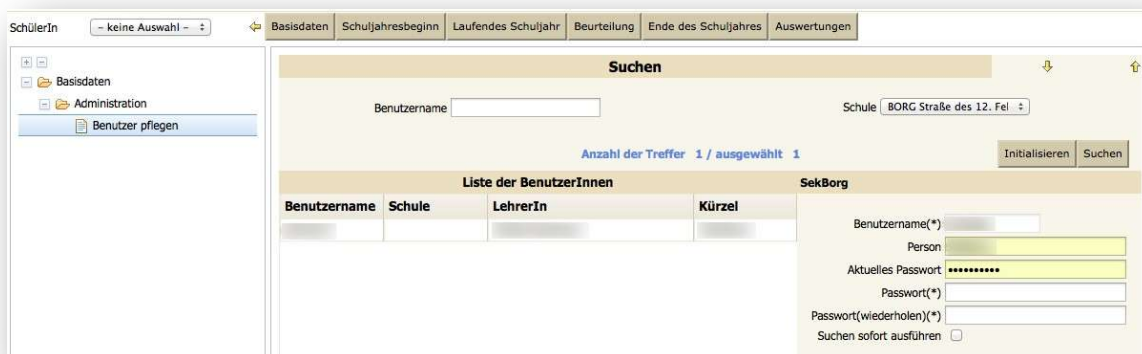 SchülerIn – keine Auswahl – Basisdaten Schuljahresbeginn Laufendes Schuljahr Beurteilung Ende des Schuljahres Auswertungen
Basisdaten
Administration
Benutzer pflegen
Suchen
Benutzername Schule BORG Straße des 12. Fel
Anzahl der Treffer 1 / ausgewählt 1 Initialisieren Suchen
Liste der BenutzerInnen
Benutzername Schule LehrerIn Kürzel
SekBorg
Benutzername(*)
Person
Aktuelles Passwort ••••••••••
Passwort(*)
Passwort(wiederholen)(*)
Suchen sofort ausführen